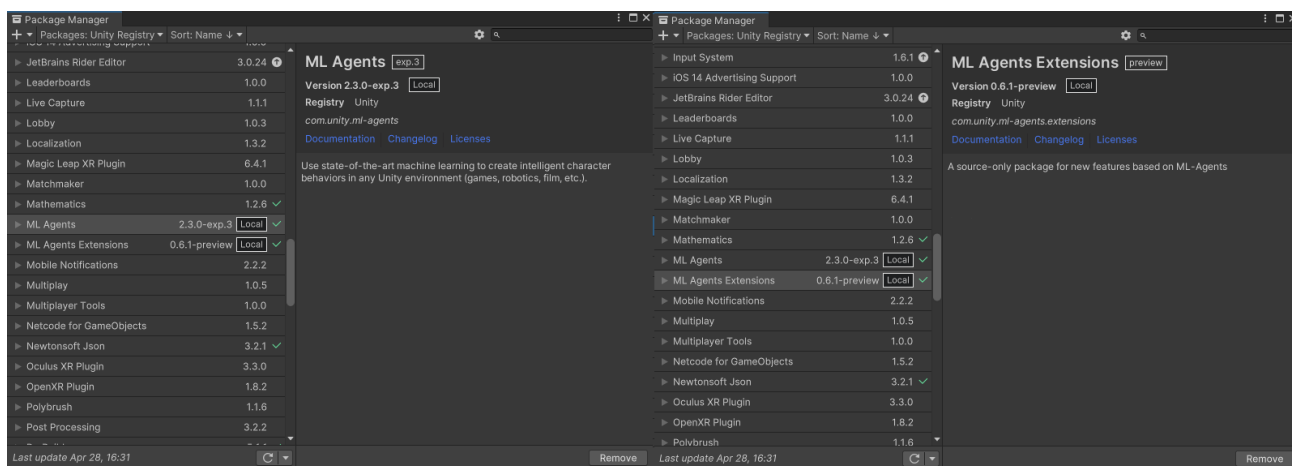 Package Manager
Packages: Unity Registry Sort: Name ↓
JetBrains Rider Editor 3.0.24
Leaderboards 1.0.0
Live Capture 1.1.1
Lobby 1.0.3
Localization 1.3.2
Magic Leap XR Plugin 6.4.1
Matchmaker 1.0.0
Mathematics 1.2.6
ML Agents 2.3.0-exp.3 Local
ML Agents Extensions 0.6.1-preview Local
Mobile Notifications 2.2.2
Multiplay 1.0.5
Multiplayer Tools 1.0.0
Netcode for GameObjects 1.5.2
Newtonsoft Json 3.2.1
Oculus XR Plugin 3.3.0
OpenXR Plugin 1.8.2
Polybrush 1.1.6
Post Processing 3.2.2
Last update Apr 28, 16:31
ML Agents exp.3
Version 2.3.0-exp.3 Local
Registry Unity
com.unity.ml-agents
Documentation Changelog Licenses
Use state-of-the-art machine learning to create intelligent character
behaviors in any Unity environment (games, robotics, film, etc.).
Remove
Package Manager
Packages: Unity Registry Sort: Name ↓
Input System 1.6.1
iOS 14 Advertising Support 1.0.0
JetBrains Rider Editor 3.0.24
Leaderboards 1.0.0
Live Capture 1.1.1
Lobby 1.0.3
Localization 1.3.2
Magic Leap XR Plugin 6.4.1
Matchmaker 1.0.0
Mathematics 1.2.6
ML Agents 2.3.0-exp.3 Local
ML Agents Extensions 0.6.1-preview Local
Mobile Notifications 2.2.2
Multiplay 1.0.5
Multiplayer Tools 1.0.0
Netcode for GameObjects 1.5.2
Newtonsoft Json 3.2.1
Oculus XR Plugin 3.3.0
OpenXR Plugin 1.8.2
Polybrush 1.1.6
Last update Apr 28, 16:31
ML Agents Extensions preview
Version 0.6.1-preview Local
Registry Unity
com.unity.ml-agents.extensions
Documentation Changelog Licenses
A source-only package for new features based on ML-Agents
Remove